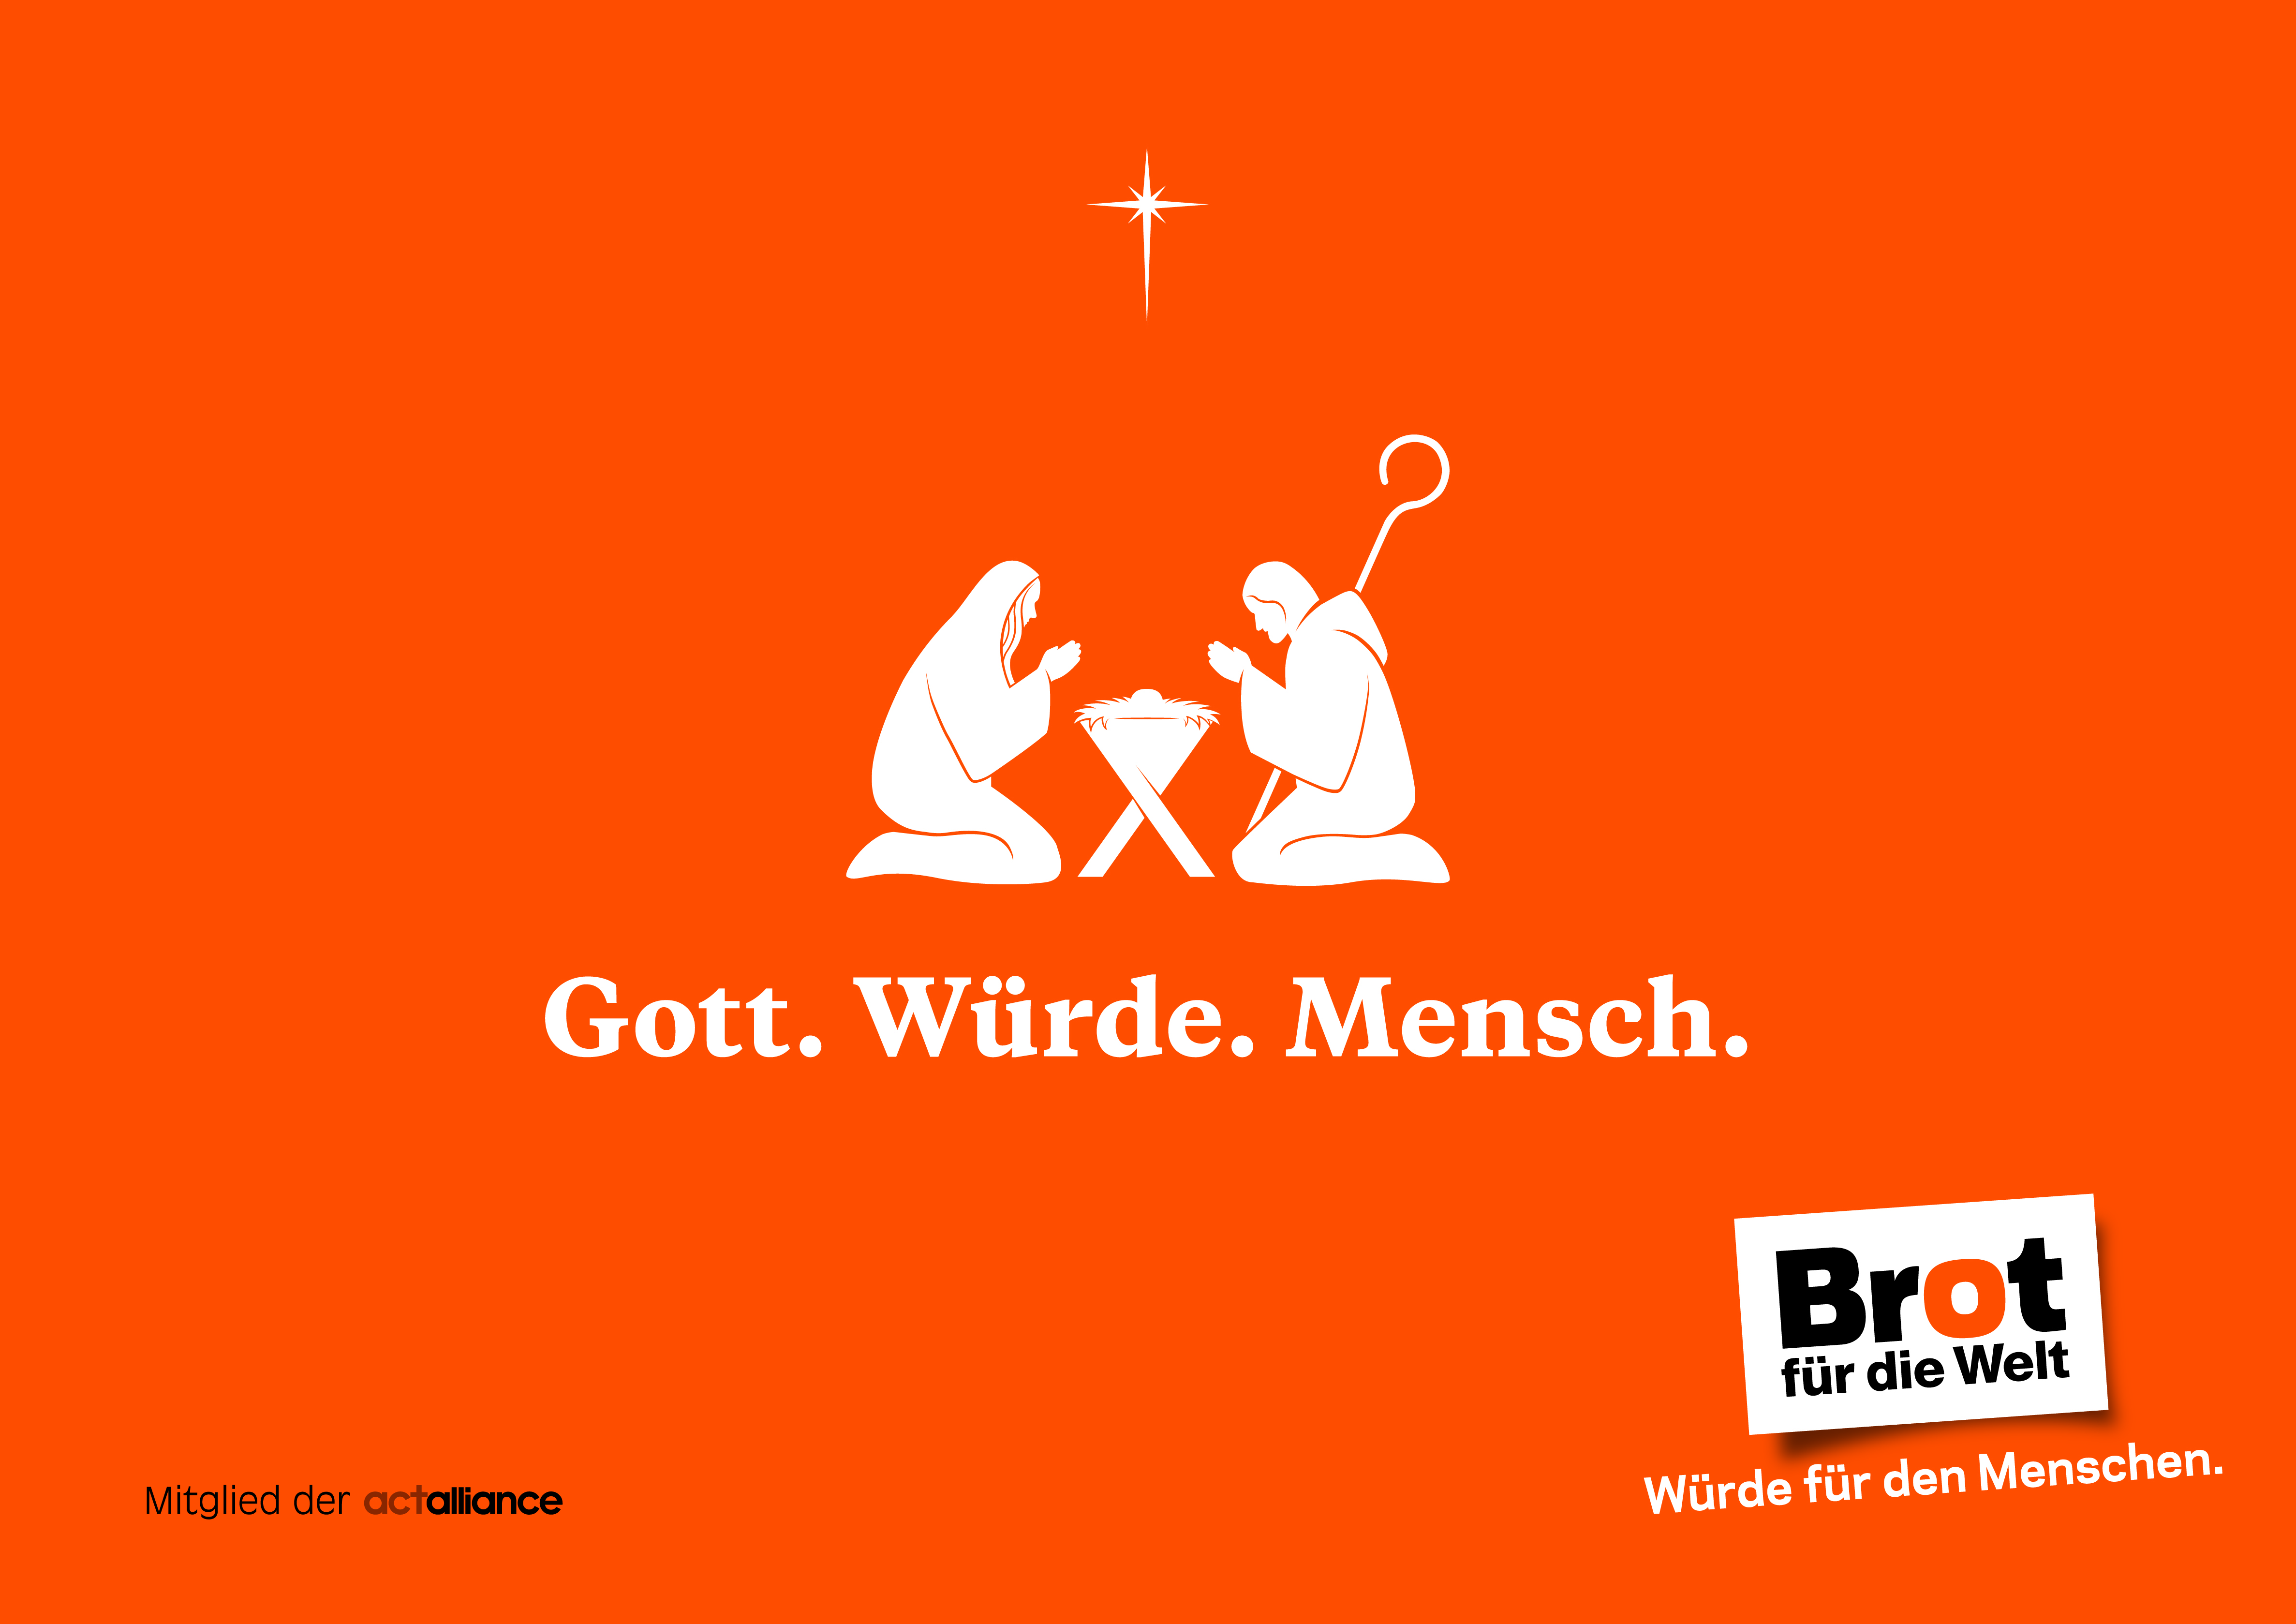 Gott. Würde. Mensch.
Brot
für die Welt
Würde für den Menschen.
Mitglied der actalliance